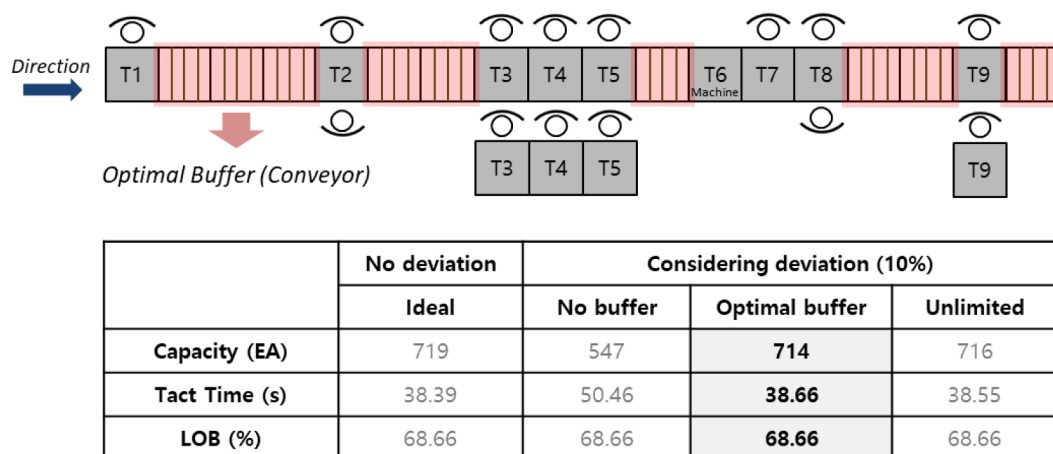 Direction
T1 T2 T3 T4 T5 T6 T7 T8 T9
Machine
Optimal Buffer (Conveyor)
T3 T4 T5 T9
No deviation Considering deviation (10%)
Ideal No buffer Optimal buffer Unlimited
Capacity (EA) 719 547 714 716
Tact Time (s) 38.39 50.46 38.66 38.55
LOB (%) 68.66 68.66 68.66 68.66